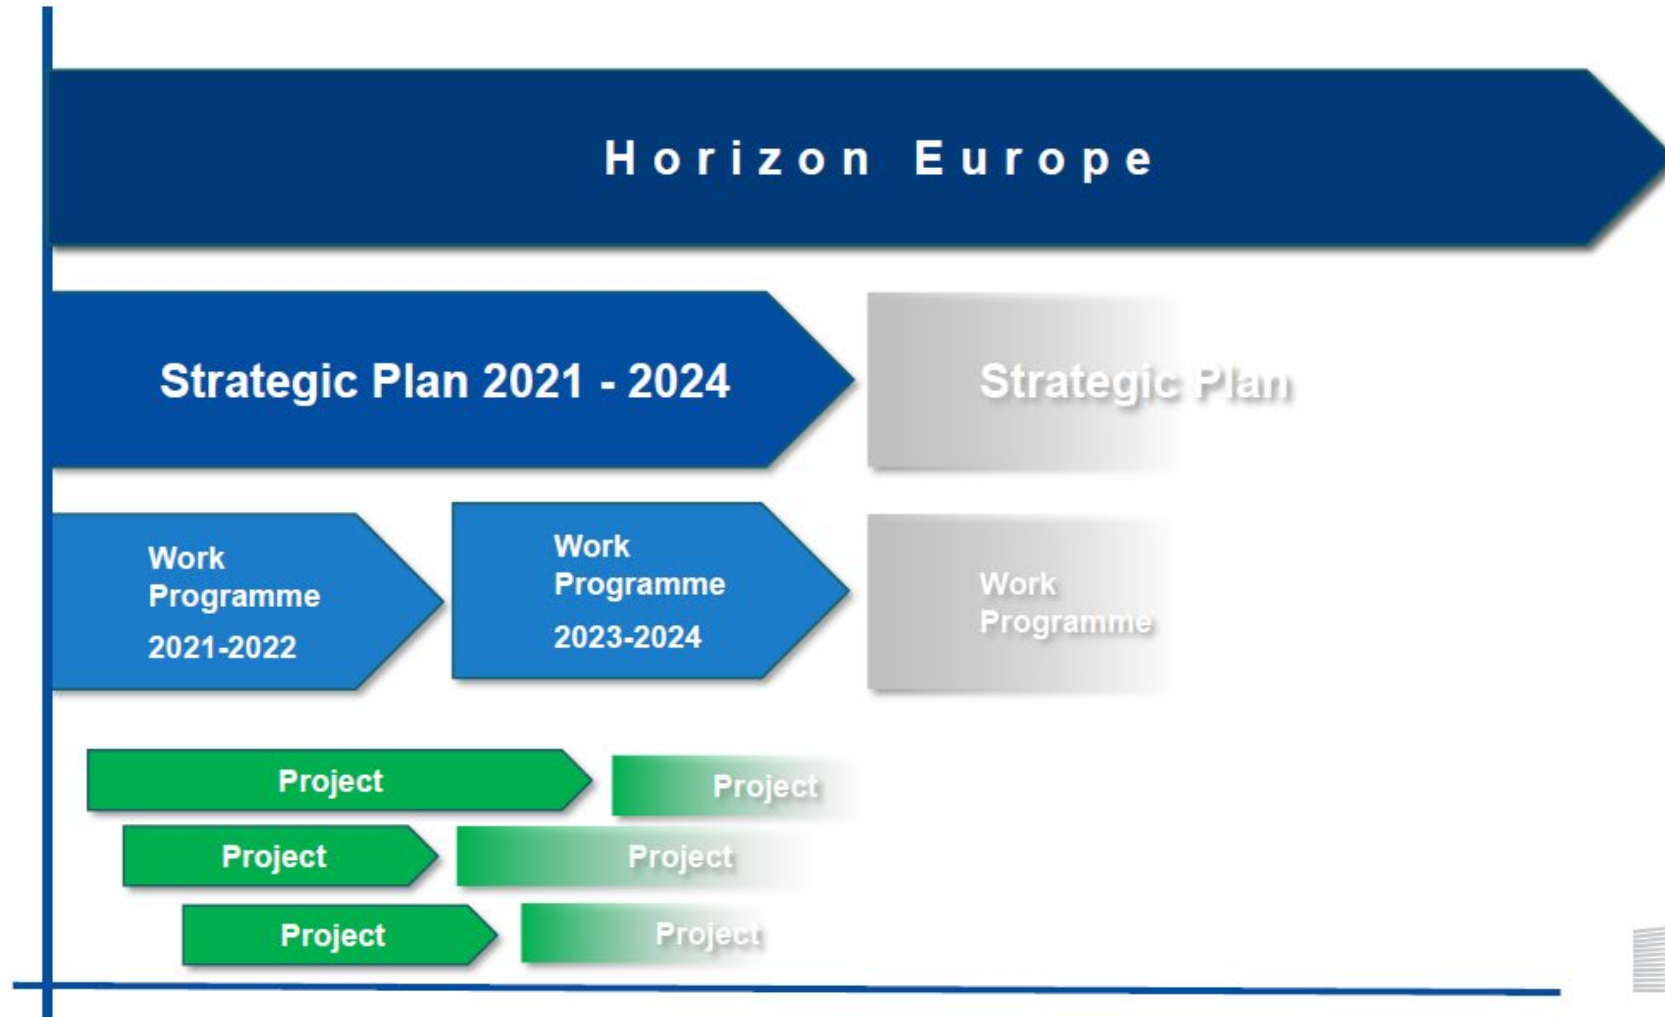 Horizon Europe
Strategic Plan 2021 - 2024
Strategic Plan
Work
Programme
2021-2022
Work
Programme
2023-2024
Work
Programme
Project
Project
Project
Project
Project
Project